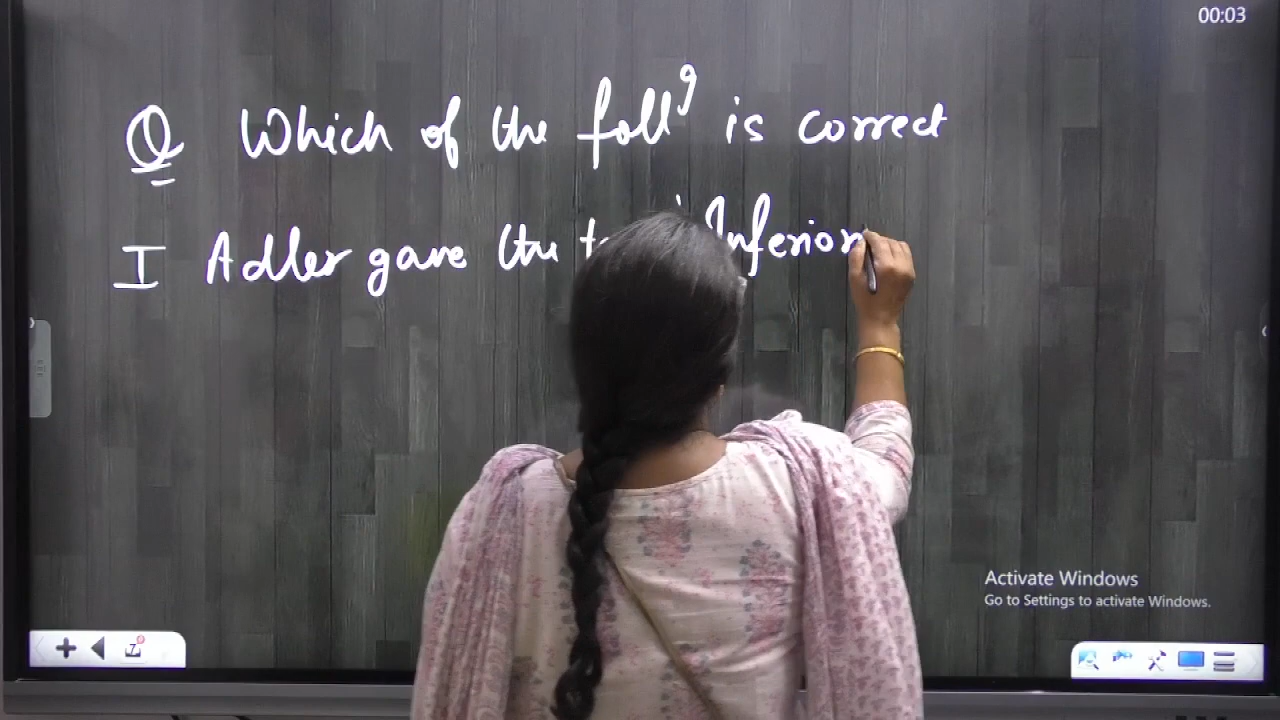 00:03
Q Which of the follg is correct
I Adler gave the Inferior
Activate Windows
Go to Settings to activate Windows.